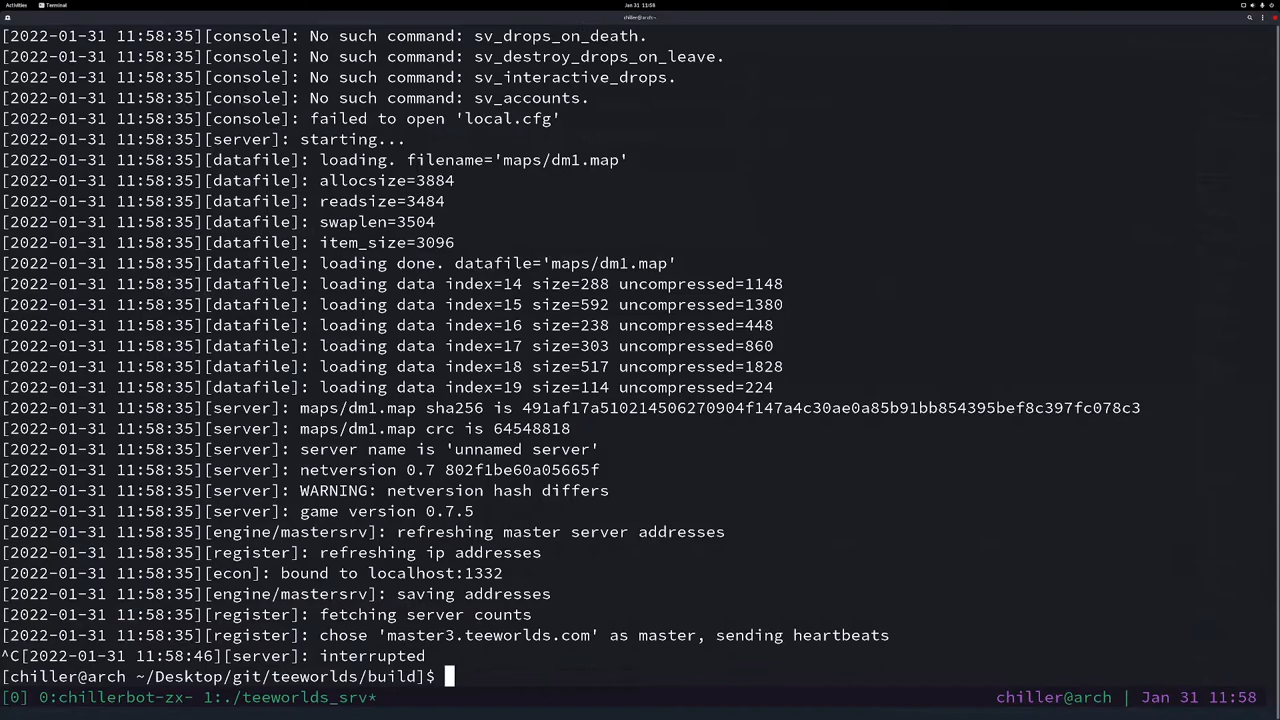 Activities Terminal Jan 31 11:58
chiller@arch:~
[2022-01-31 11:58:35][console]: No such command: sv_drops_on_death.
[2022-01-31 11:58:35][console]: No such command: sv_destroy_drops_on_leave.
[2022-01-31 11:58:35][console]: No such command: sv_interactive_drops.
[2022-01-31 11:58:35][console]: No such command: sv_accounts.
[2022-01-31 11:58:35][console]: failed to open 'local.cfg'
[2022-01-31 11:58:35][server]: starting...
[2022-01-31 11:58:35][datafile]: loading. filename='maps/dm1.map'
[2022-01-31 11:58:35][datafile]: allocsize=3884
[2022-01-31 11:58:35][datafile]: readsize=3484
[2022-01-31 11:58:35][datafile]: swaplen=3504
[2022-01-31 11:58:35][datafile]: item_size=3096
[2022-01-31 11:58:35][datafile]: loading done. datafile='maps/dm1.map'
[2022-01-31 11:58:35][datafile]: loading data index=14 size=288 uncompressed=1148
[2022-01-31 11:58:35][datafile]: loading data index=15 size=592 uncompressed=1380
[2022-01-31 11:58:35][datafile]: loading data index=16 size=238 uncompressed=448
[2022-01-31 11:58:35][datafile]: loading data index=17 size=303 uncompressed=860
[2022-01-31 11:58:35][datafile]: loading data index=18 size=517 uncompressed=1828
[2022-01-31 11:58:35][datafile]: loading data index=19 size=114 uncompressed=224
[2022-01-31 11:58:35][server]: maps/dm1.map sha256 is 491af17a510214506270904f147a4c30ae0a85b91bb854395bef8c397fc078c3
[2022-01-31 11:58:35][server]: maps/dm1.map crc is 64548818
[2022-01-31 11:58:35][server]: server name is 'unnamed server'
[2022-01-31 11:58:35][server]: netversion 0.7 802f1be60a05665f
[2022-01-31 11:58:35][server]: WARNING: netversion hash differs
[2022-01-31 11:58:35][server]: game version 0.7.5
[2022-01-31 11:58:35][engine/mastersrv]: refreshing master server addresses
[2022-01-31 11:58:35][register]: refreshing ip addresses
[2022-01-31 11:58:35][econ]: bound to localhost:1332
[2022-01-31 11:58:35][engine/mastersrv]: saving addresses
[2022-01-31 11:58:35][register]: fetching server counts
[2022-01-31 11:58:35][register]: chose 'master3.teeworlds.com' as master, sending heartbeats
^C[2022-01-31 11:58:46][server]: interrupted
[chiller@arch ~/Desktop/git/teeworlds/build]$
[0] 0:chillerbot-zx- 1:./teeworlds_srv* chiller@arch | Jan 31 11:58